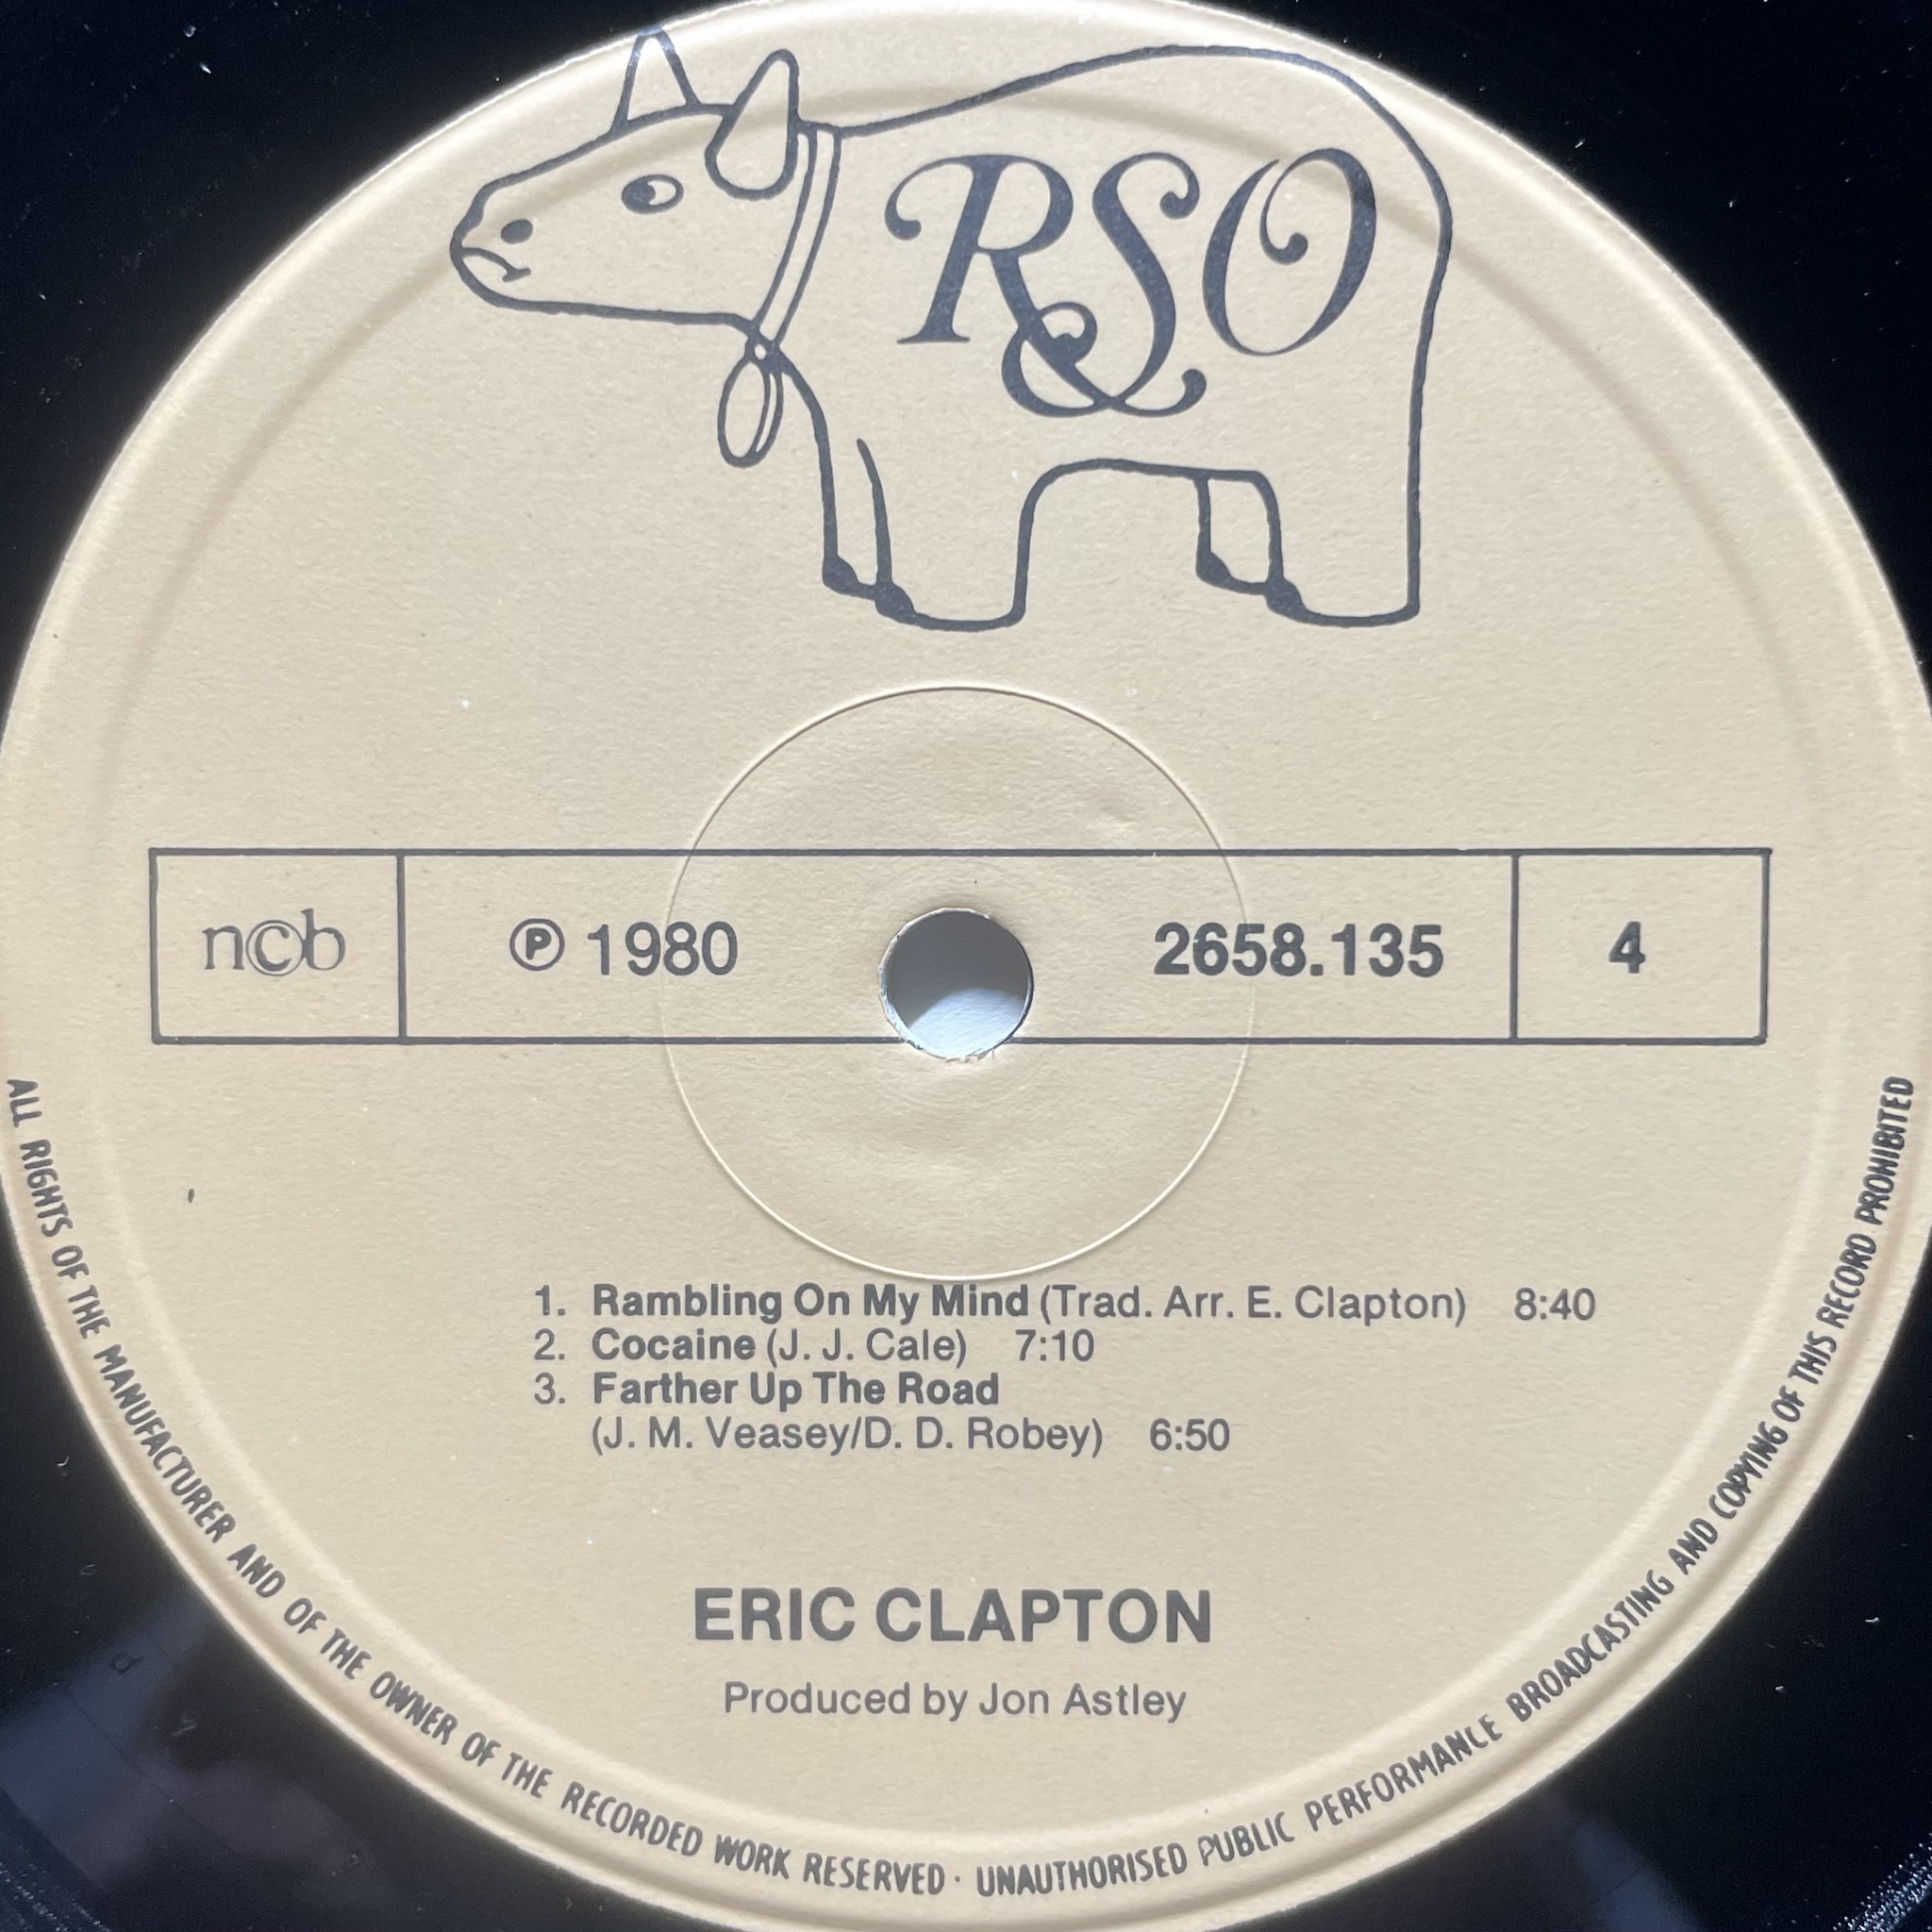 RSO
n©b
℗ 1980
2658.135
4
1. Rambling On My Mind (Trad. Arr. E. Clapton) 8:40
2. Cocaine (J. J. Cale) 7:10
3. Farther Up The Road
(J. M. Veasey/D. D. Robey) 6:50
ERIC CLAPTON
Produced by Jon Astley
ALL RIGHTS OF THE MANUFACTURER AND OF THE OWNER OF THE RECORDED WORK RESERVED · UNAUTHORISED PUBLIC PERFORMANCE BROADCASTING AND COPYING OF THIS RECORD PROHIBITED